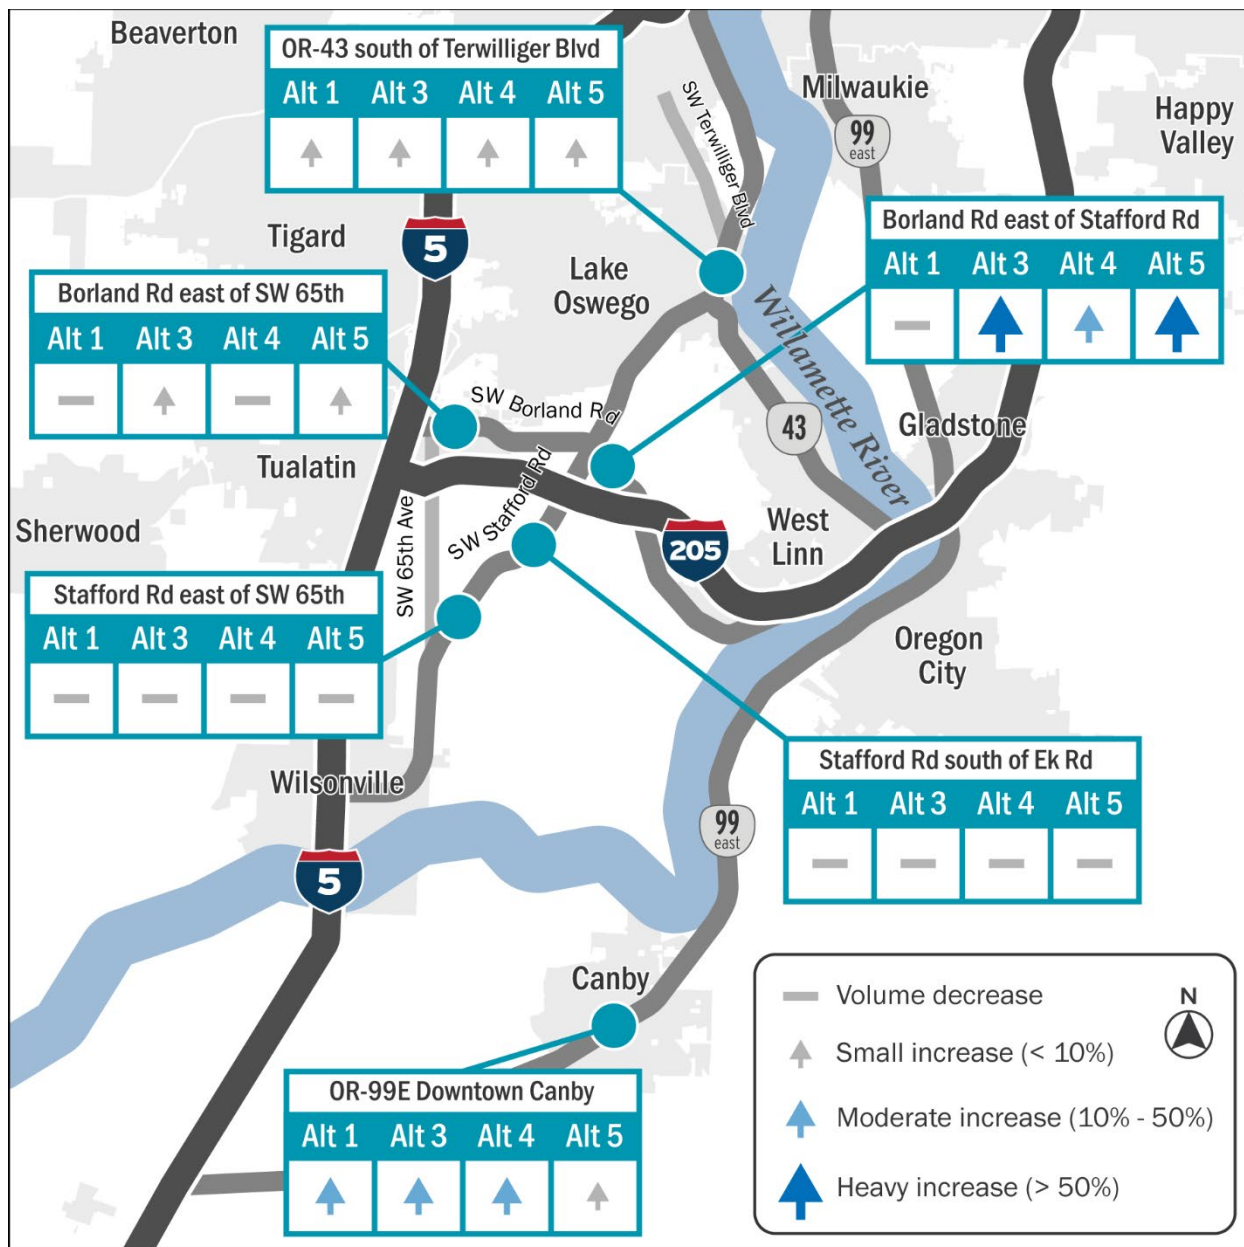 Beaverton
OR-43 south of Terwilliger Blvd
Alt 1 Alt 3 Alt 4 Alt 5
SW Terwilliger Blvd
Milwaukie
99
east
Happy
Valley
Tigard
5
Lake
Oswego
Borland Rd east of Stafford Rd
Alt 1 Alt 3 Alt 4 Alt 5
Borland Rd east of SW 65th
Alt 1 Alt 3 Alt 4 Alt 5
Willamette River
SW Borland Rd
43
Gladstone
Tualatin
Sherwood
SW 65th Ave
SW Stafford Rd
205
West
Linn
Stafford Rd east of SW 65th
Alt 1 Alt 3 Alt 4 Alt 5
Oregon
City
Wilsonville
Stafford Rd south of Ek Rd
Alt 1 Alt 3 Alt 4 Alt 5
99
east
5
Canby
OR-99E Downtown Canby
Alt 1 Alt 3 Alt 4 Alt 5
Volume decrease
N
Small increase (< 10%)
Moderate increase (10% - 50%)
Heavy increase (> 50%)